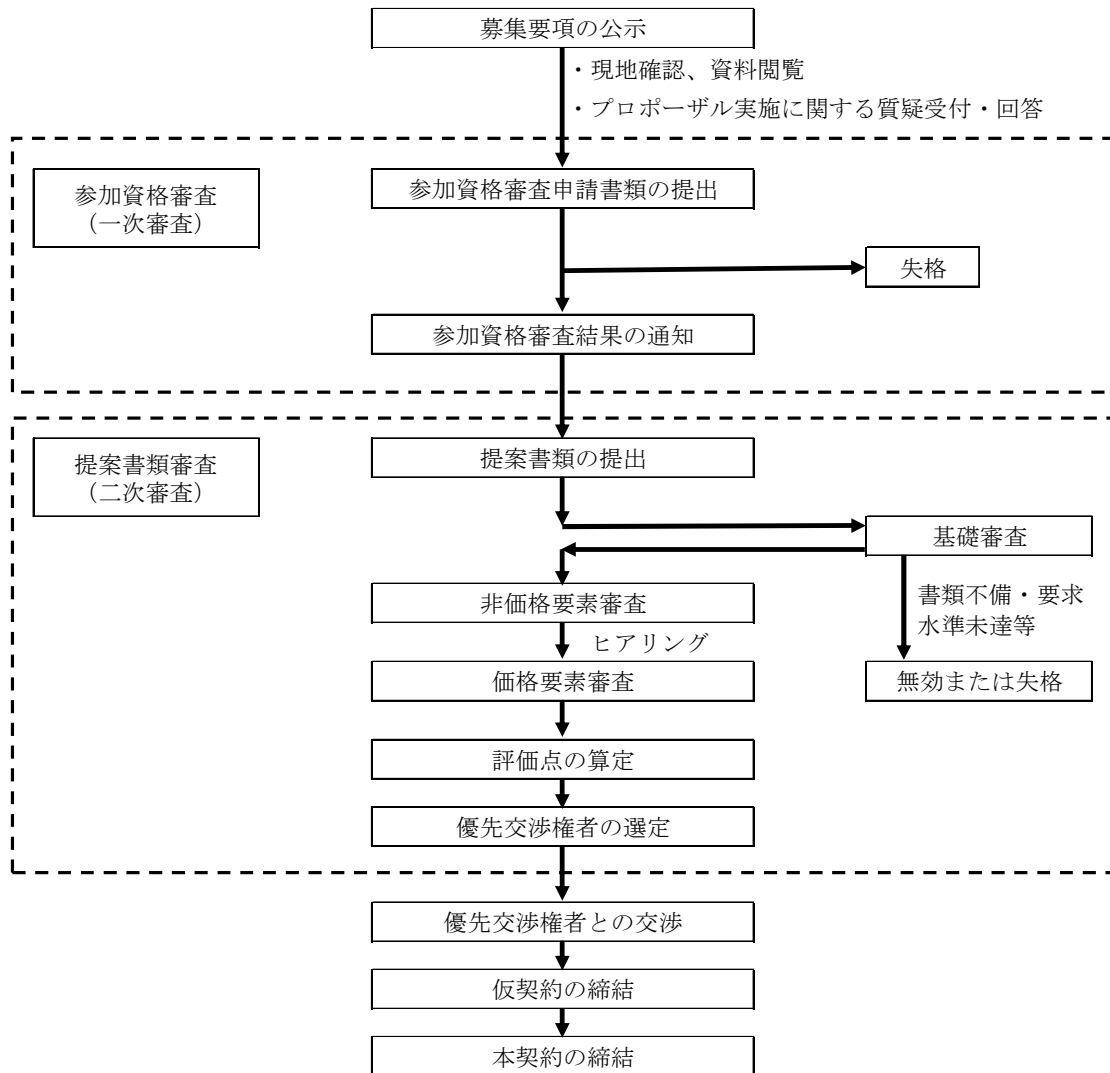 募集要項の公示
・現地確認、資料閲覧
・プロポーザル実施に関する質疑受付・回答
参加資格審査
（一次審査）
参加資格審査申請書類の提出
失格
参加資格審査結果の通知
提案書類審査
（二次審査）
提案書類の提出
基礎審査
非価格要素審査
書類不備・要求
水準未達等
ヒアリング
価格要素審査
無効または失格
評価点の算定
優先交渉権者の選定
優先交渉権者との交渉
仮契約の締結
本契約の締結